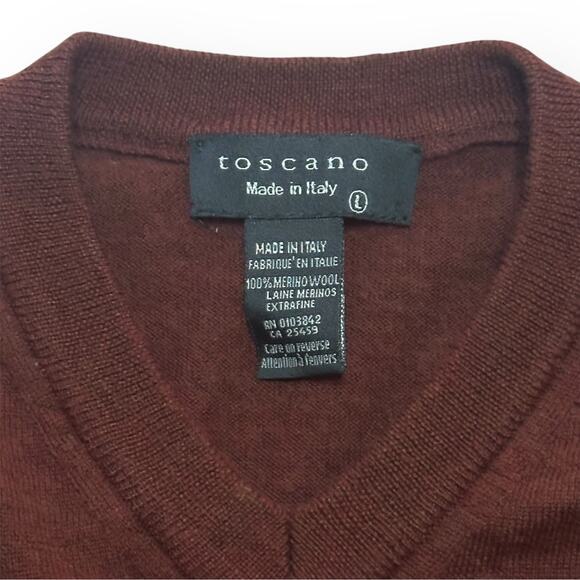 toscano
Made in Italy
L
MADE IN ITALY
FABRIQUE' EN ITALIE
100% MERINO WOOL
LAINE MERINOS
EXTRAFINE
RN 0103842
CA 25459
Care on reverse
Attention à l'envers